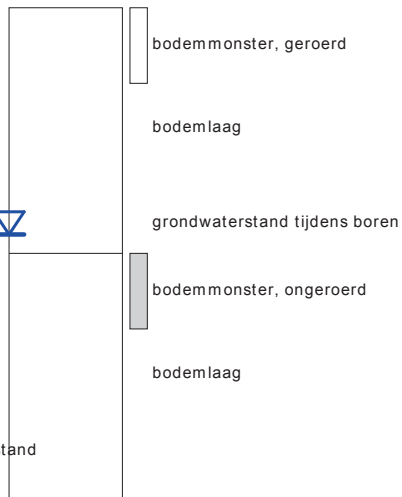 bodemmonster, geroerd
bodemlaag
grondwaterstand tijdens boren
bodemmonster, ongeroerd
bodemlaag
tand